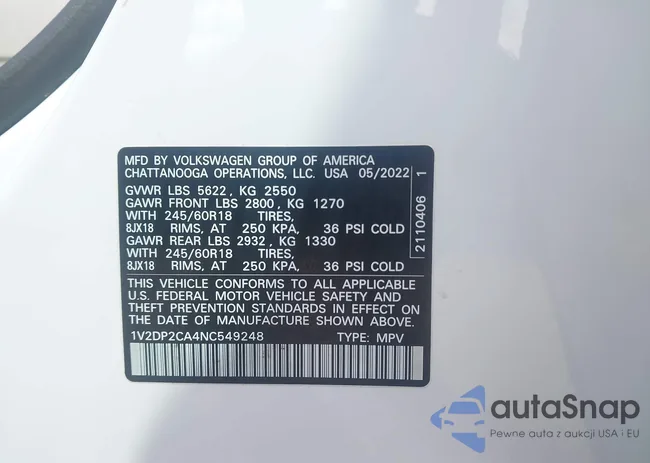 MFD BY VOLKSWAGEN GROUP OF AMERICA
CHATTANOOGA OPERATIONS, LLC. USA 05/2022
GVWR LBS 5622, KG 2550
GAWR FRONT LBS 2800, KG 1270
WITH 245/60R18 TIRES,
8JX18 RIMS, AT 250 KPA, 36 PSI COLD
GAWR REAR LBS 2932, KG 1330
WITH 245/60R18 TIRES,
8JX18 RIMS, AT 250 KPA, 36 PSI COLD
THIS VEHICLE CONFORMS TO ALL APPLICABLE
U.S. FEDERAL MOTOR VEHICLE SAFETY AND
THEFT PREVENTION STANDARDS IN EFFECT ON
THE DATE OF MANUFACTURE SHOWN ABOVE.
1V2DP2CA4NC549248 TYPE: MPV
2110406 1
autoSnap
Pewne auta z aukcji USA i EU